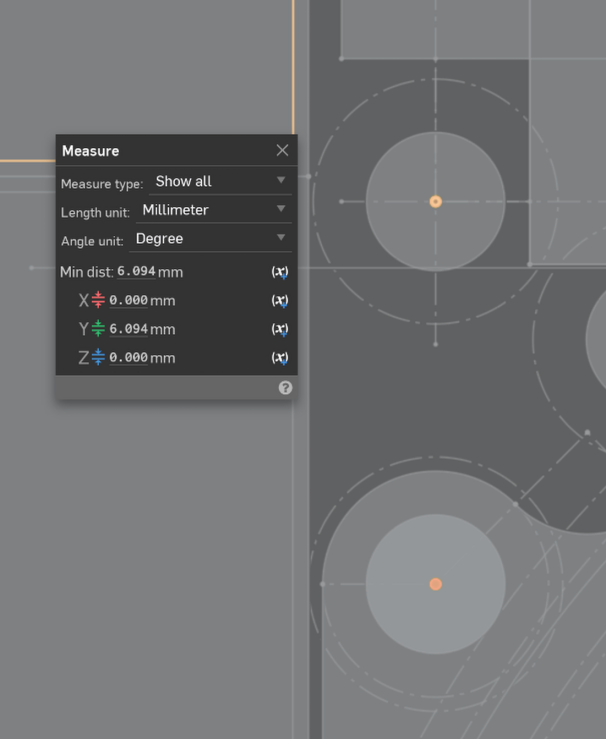 Measure
Measure type: Show all
Length unit: Millimeter
Angle unit: Degree
Min dist: 6.094 mm (x)
X 0.000 mm (x)
Y 6.094 mm (x)
Z 0.000 mm (x)
?